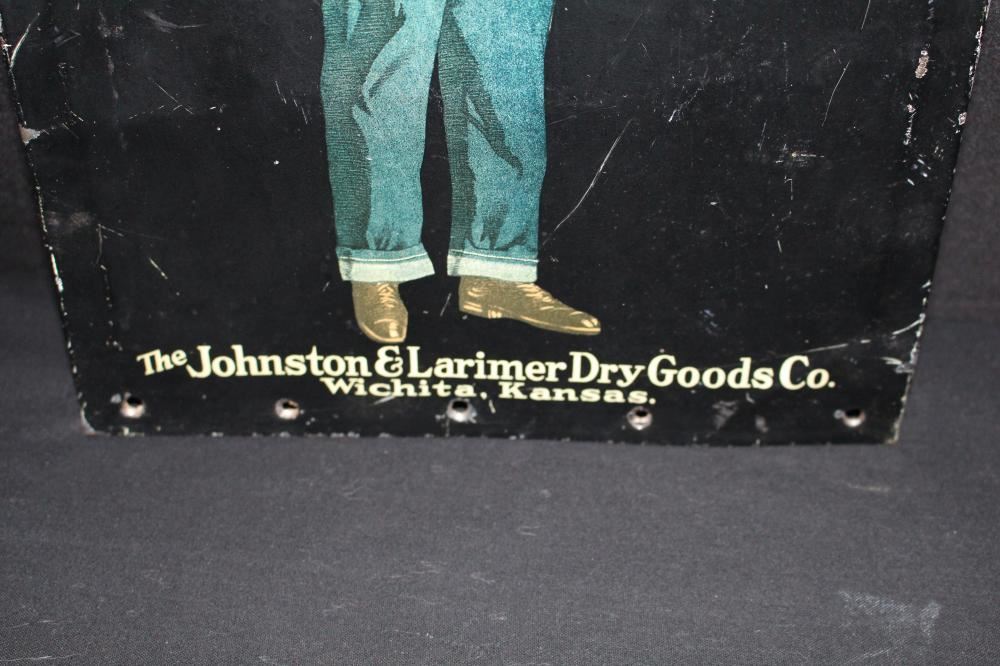 The Johnston & Larimer Dry Goods Co.
Wichita, Kansas.